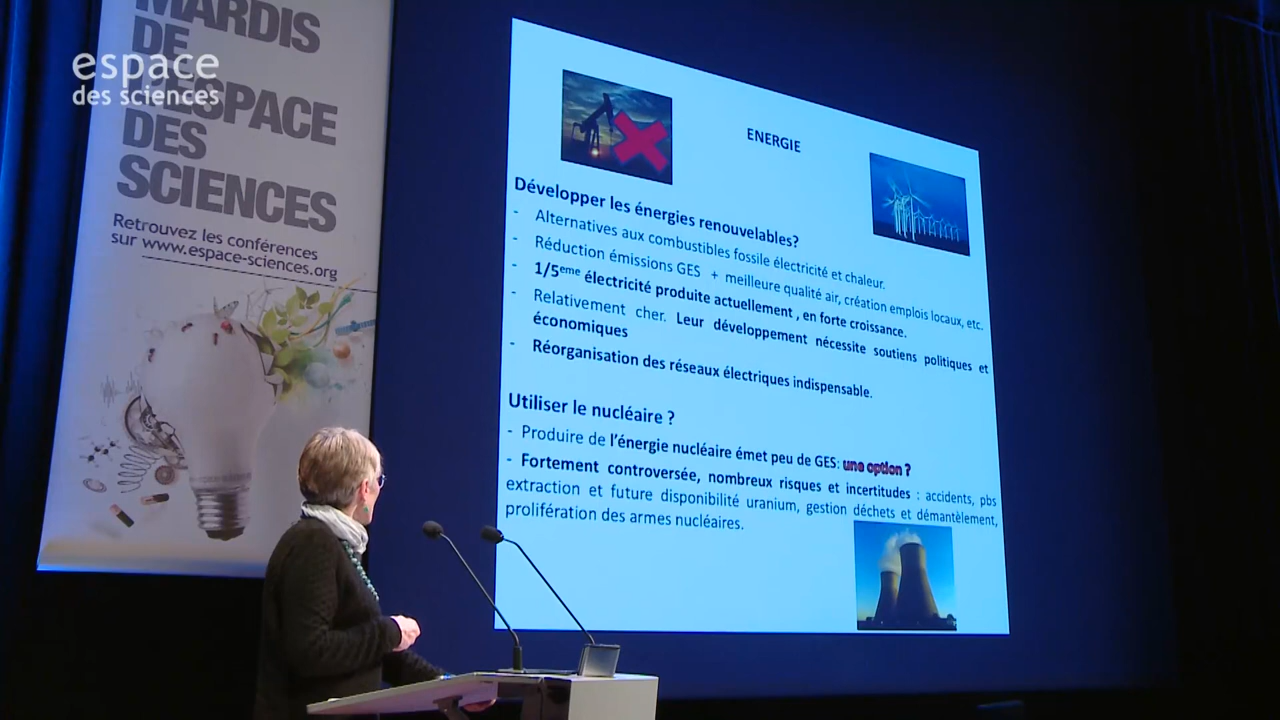 MARDIS
DE
L'ESPACE
DES
SCIENCES
espace
des sciences
Retrouvez les conférences
sur www.espace-sciences.org
ENERGIE
Développer les énergies renouvelables?
- Alternatives aux combustibles fossile électricité et chaleur.
- Réduction émissions GES + meilleure qualité air, création emplois locaux, etc.
- 1/5eme électricité produite actuellement , en forte croissance.
- Relativement cher. Leur développement nécessite soutiens politiques et
économiques
- Réorganisation des réseaux électriques indispensable.
Utiliser le nucléaire ?
- Produire de l'énergie nucléaire émet peu de GES: une option ?
- Fortement controversée, nombreux risques et incertitudes : accidents, pbs
extraction et future disponibilité uranium, gestion déchets et démantèlement,
prolifération des armes nucléaires.